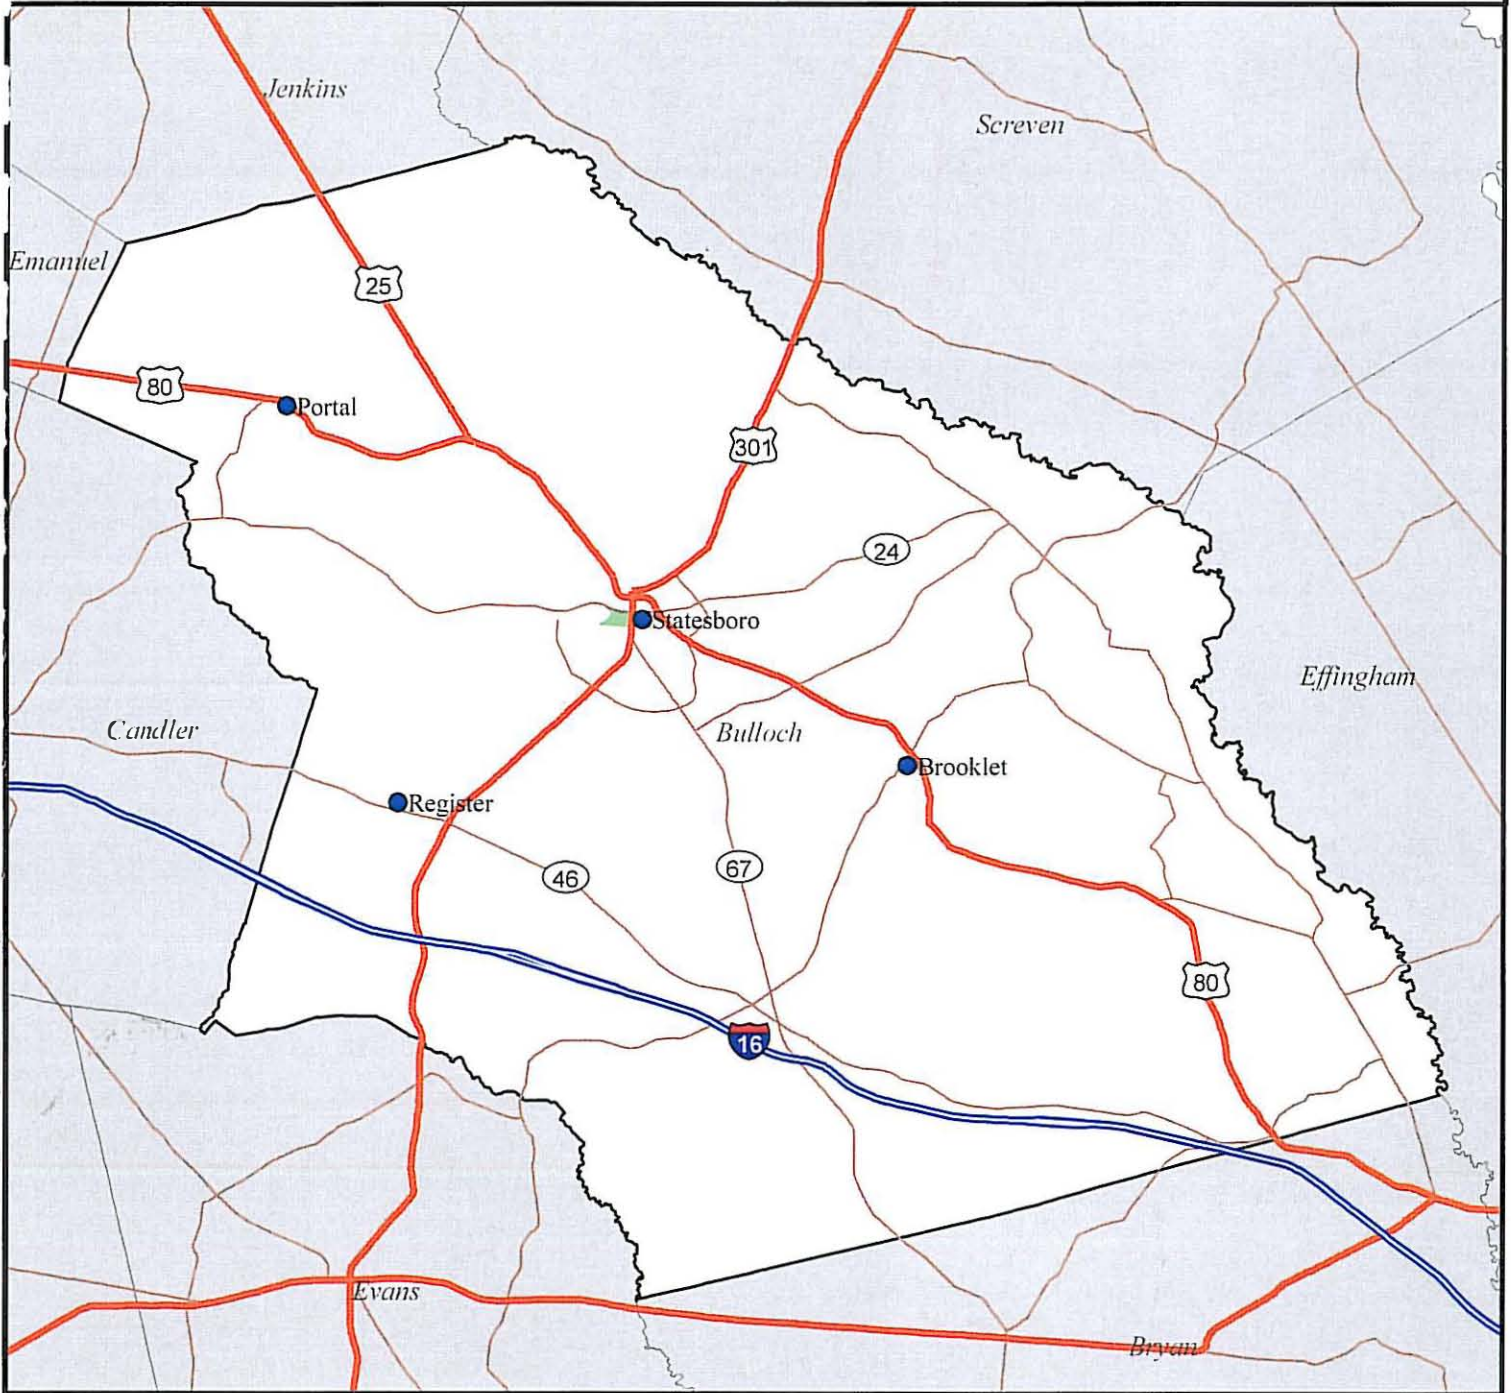 Jenkins
Screven
Emanuel
25
80
Portal
301
24
Statesboro
Effingham
Candler
Bulloch
Brooklet
Register
46
67
80
16
Evans
Bryan